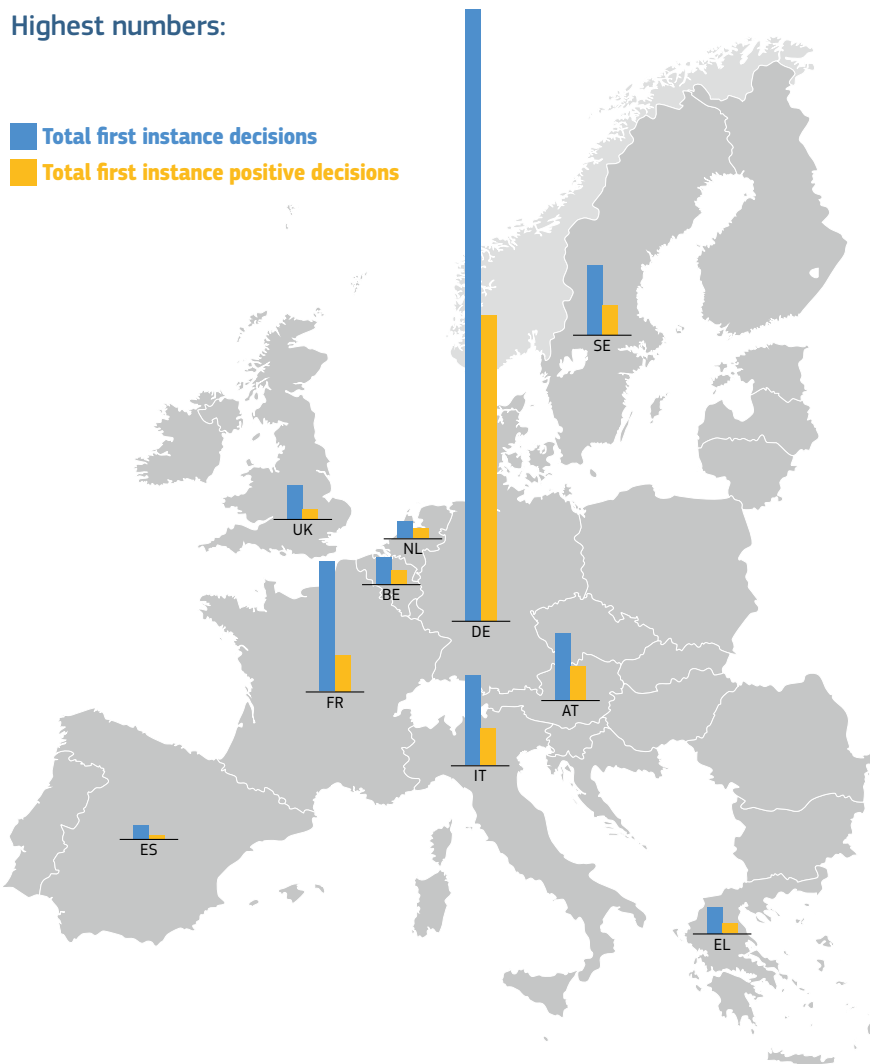 Highest numbers:
Total first instance decisions
Total first instance positive decisions
SE
UK
NL
BE
DE
FR
AT
IT
ES
EL